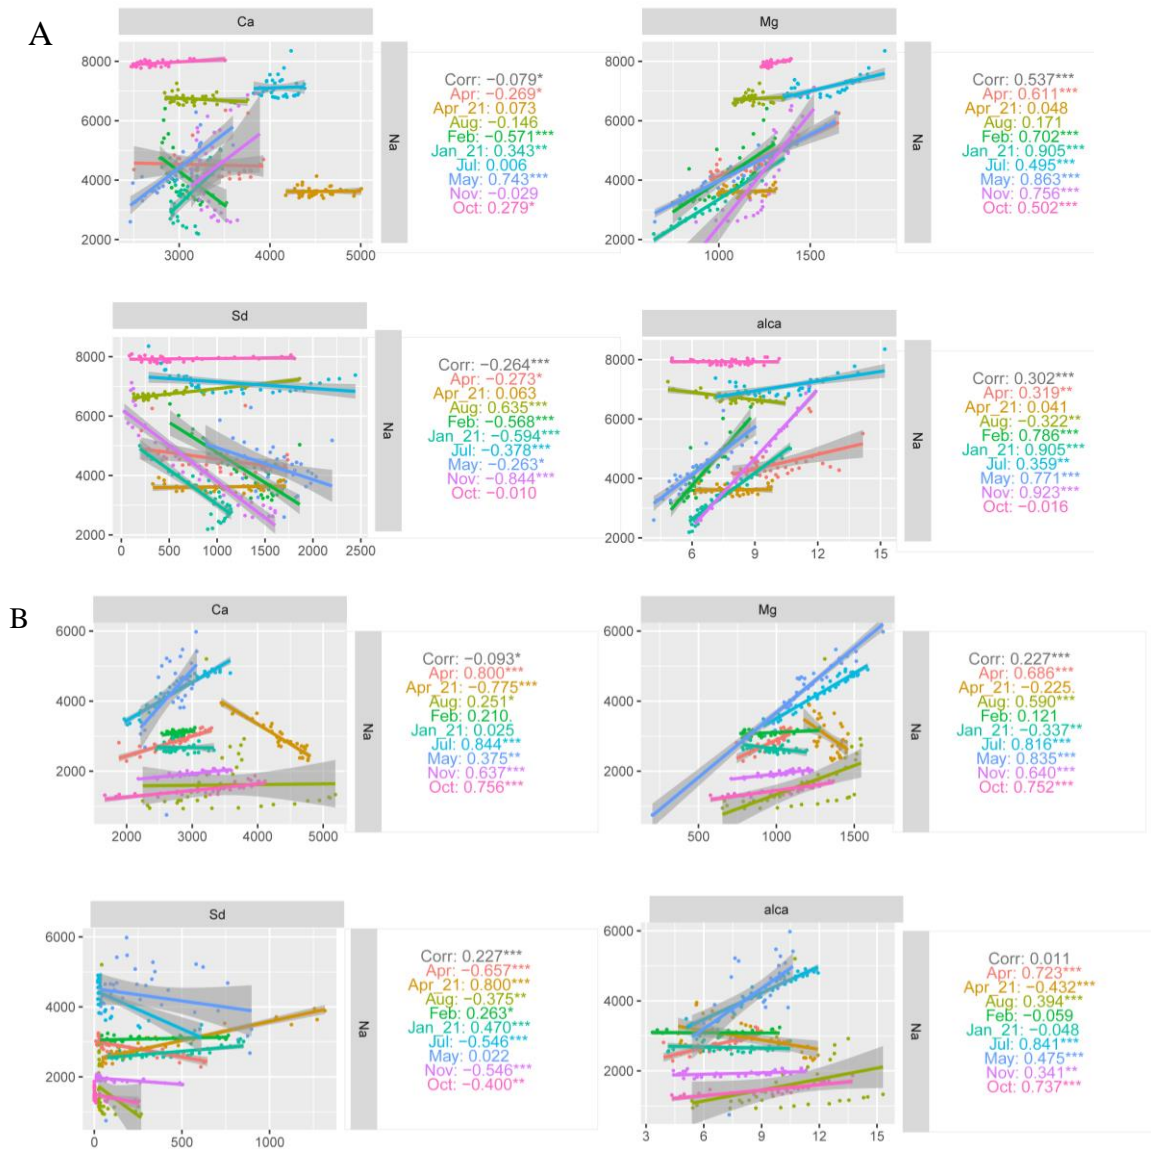 A
Ca
8000
6000
4000
2000
3000 4000 5000
Na
Corr: −0.079*
Apr: −0.269*
Apr_21: 0.073
Aug: −0.146
Feb: −0.571***
Jan_21: 0.343**
Jul: 0.006
May: 0.743***
Nov: −0.029
Oct: 0.279*
Mg
8000
6000
4000
2000
1000 1500
Na
Corr: 0.537***
Apr: 0.611***
Apr_21: 0.048
Aug: 0.171
Feb: 0.702***
Jan_21: 0.905***
Jul: 0.495***
May: 0.863***
Nov: 0.756***
Oct: 0.502***
Sd
8000
6000
4000
2000
0 500 1000 1500 2000 2500
Na
Corr: −0.264***
Apr: −0.273*
Apr_21: 0.063
Aug: 0.635***
Feb: −0.568***
Jan_21: −0.594***
Jul: −0.378***
May: −0.263*
Nov: −0.844***
Oct: −0.010
alca
8000
6000
4000
2000
6 9 12 15
Na
Corr: 0.302***
Apr: 0.319**
Apr_21: 0.041
Aug: −0.322**
Feb: 0.786***
Jan_21: 0.905***
Jul: 0.359**
May: 0.771***
Nov: 0.923***
Oct: −0.016
B
Ca
6000
4000
2000
2000 3000 4000 5000
Na
Corr: −0.093*
Apr: 0.800***
Apr_21: −0.775***
Aug: 0.251*
Feb: 0.210.
Jan_21: 0.025
Jul: 0.844***
May: 0.375**
Nov: 0.637***
Oct: 0.756***
Mg
6000
4000
2000
500 1000 1500
Na
Corr: 0.227***
Apr: 0.686***
Apr_21: −0.225.
Aug: 0.590***
Feb: 0.121
Jan_21: −0.337**
Jul: 0.816***
May: 0.835***
Nov: 0.640***
Oct: 0.752***
Sd
6000
4000
2000
0 500 1000
Na
Corr: 0.227***
Apr: −0.657***
Apr_21: 0.800***
Aug: −0.375**
Feb: 0.263*
Jan_21: 0.470***
Jul: −0.546***
May: 0.022
Nov: −0.546***
Oct: −0.400**
alca
6000
4000
2000
3 6 9 12 15
Na
Corr: 0.011
Apr: 0.723***
Apr_21: −0.432***
Aug: 0.394***
Feb: −0.059
Jan_21: −0.048
Jul: 0.841***
May: 0.475***
Nov: 0.341**
Oct: 0.737***